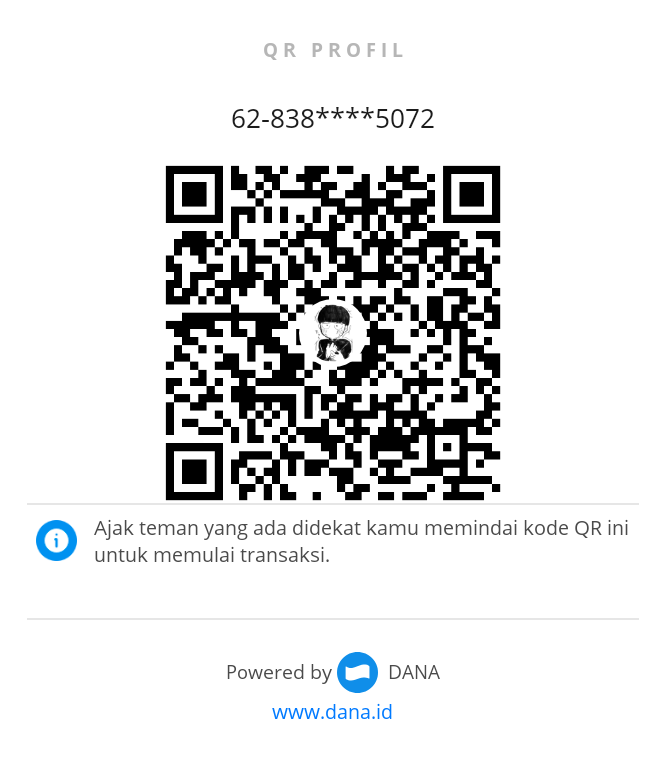 QR PROFIL
62-838****5072
Ajak teman yang ada didekat kamu memindai kode QR ini
untuk memulai transaksi.
Powered by DANA
www.dana.id